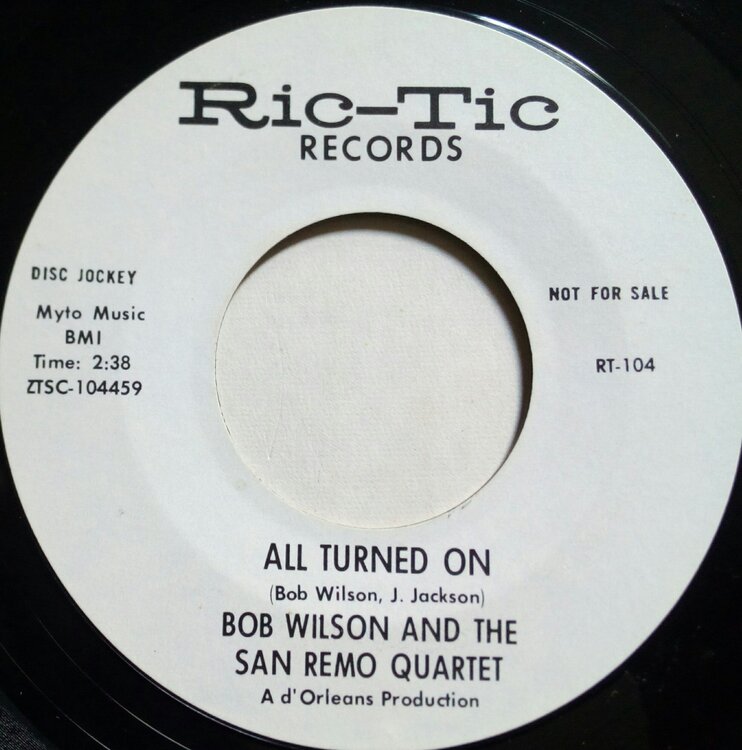 Ric-Tic
RECORDS
DISC JOCKEY
Myto Music
BMI
Time: 2:38
ZTSC-104459
NOT FOR SALE
RT-104
ALL TURNED ON
(Bob Wilson, J. Jackson)
BOB WILSON AND THE
SAN REMO QUARTET
A d'Orleans Production